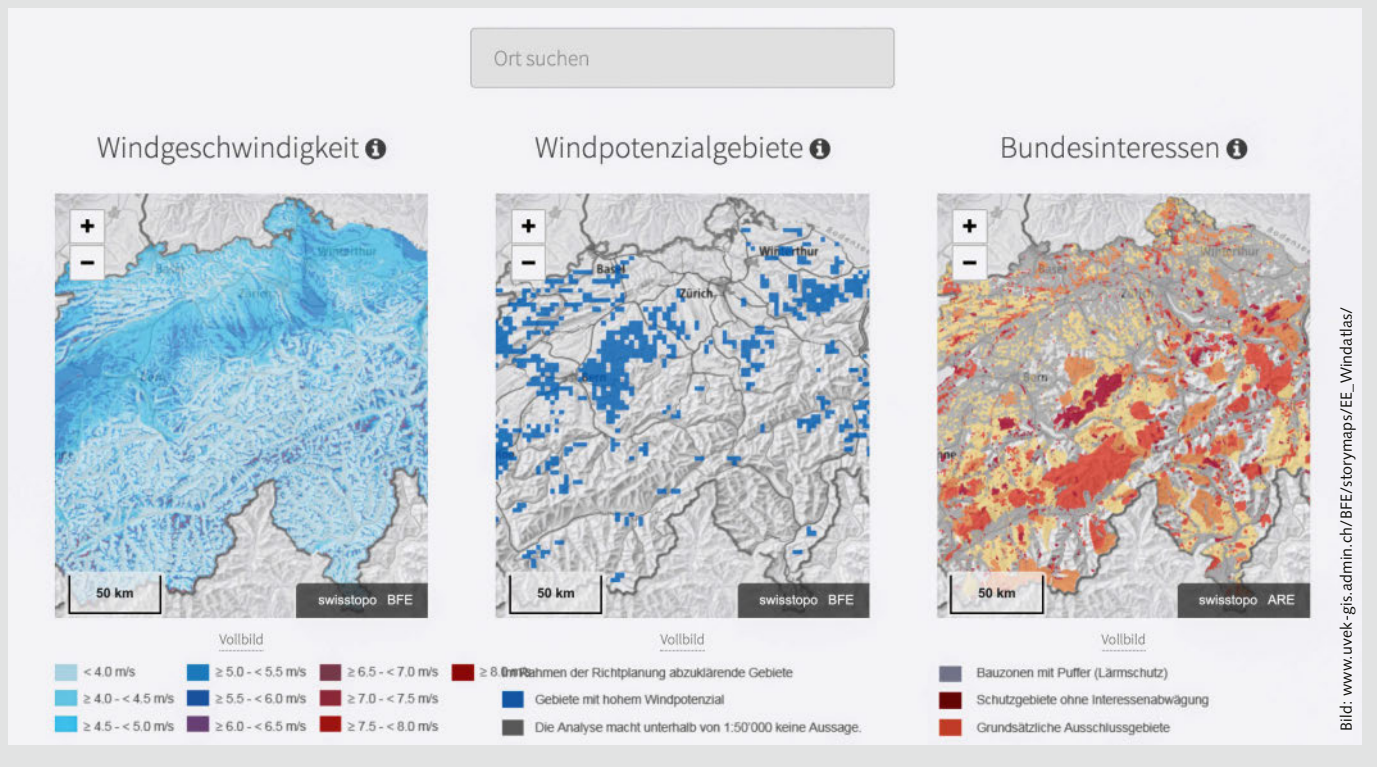 Ort suchen
Windgeschwindigkeit
Windpotenzialgebiete
Bundesinteressen
+
−
Basel
Winterthur
Zürich
Bern
50 km
swisstopo BFE
Vollbild
+
−
Basel
Winterthur
Bodensee
Zürich
Bern
50 km
swisstopo BFE
Vollbild
+
−
Basel
Winterthur
Bern
50 km
swisstopo ARE
Vollbild
< 4.0 m/s
≥ 4.0 - < 4.5 m/s
≥ 4.5 - < 5.0 m/s
≥ 5.0 - < 5.5 m/s
≥ 5.5 - < 6.0 m/s
≥ 6.0 - < 6.5 m/s
≥ 6.5 - < 7.0 m/s
≥ 7.0 - < 7.5 m/s
≥ 7.5 - < 8.0 m/s
≥ 8.0 m/s
Im Rahmen der Richtplanung abzuklärende Gebiete
Gebiete mit hohem Windpotenzial
Die Analyse macht unterhalb von 1:50'000 keine Aussage.
Bauzonen mit Puffer (Lärmschutz)
Schutzgebiete ohne Interessenabwägung
Grundsätzliche Ausschlussgebiete
Bild: www.uvek-gis.admin.ch/BFE/storymaps/EE_Windatlas/